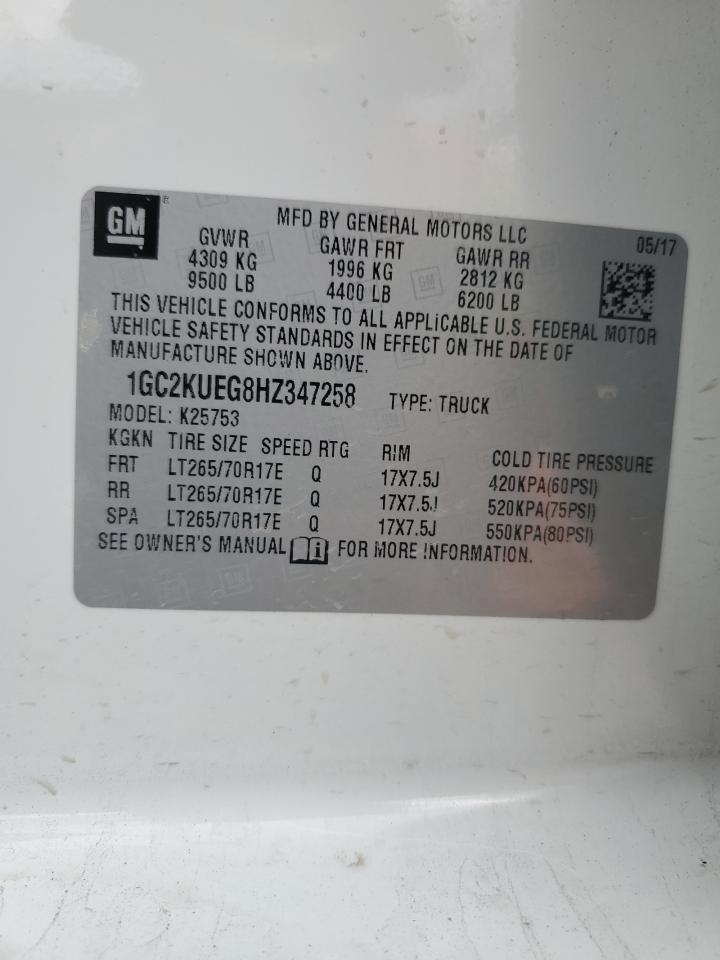 GM
MFD BY GENERAL MOTORS LLC 05/17
GVWR GAWR FRT GAWR RR
4309 KG 1996 KG 2812 KG
9500 LB 4400 LB 6200 LB
THIS VEHICLE CONFORMS TO ALL APPLICABLE U.S. FEDERAL MOTOR
VEHICLE SAFETY STANDARDS IN EFFECT ON THE DATE OF
MANUFACTURE SHOWN ABOVE.
1GC2KUEG8HZ347258 TYPE: TRUCK
MODEL: K25753
KGKN TIRE SIZE SPEED RTG RIM COLD TIRE PRESSURE
FRT LT265/70R17E Q 17X7.5J 420KPA(60PSI)
RR LT265/70R17E Q 17X7.5J 520KPA(75PSI)
SPA LT265/70R17E Q 17X7.5J 550KPA(80PSI)
SEE OWNER'S MANUAL i FOR MORE INFORMATION.